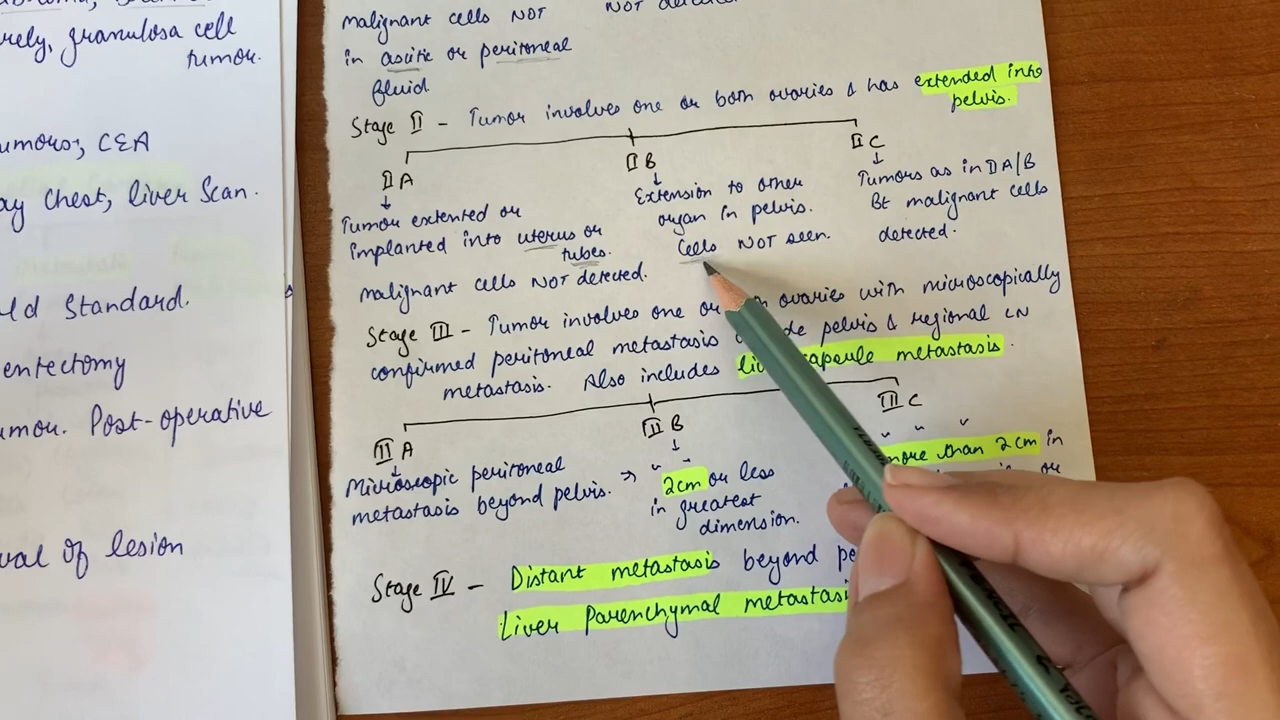 rely, granulosa cell
tumor.
tumors, CEA
ay chest, liver Scan.
ld Standard.
entectomy
umor. Post-operative
val of lesion
malignant cells NOT NOT
in ascite or peritoneal
fluid
Stage II - Tumor involves one or both ovaries & has extended into
pelvis.
II A
Tumor extented or
implanted into uterus or
tubes.
malignant cells NOT detected.
II B
Extension to other
organ in pelvis.
Cells NOT seen.
II C
Tumors as in II A/B
Bt malignant cells
detected.
Stage III - Tumor involves one or ovaries with microscopically
confirmed peritoneal metastasis pelvis & regional LN
metastasis. Also includes capsule metastasis.
III A
Microscopic peritoneal
metastasis beyond pelvis. →
III B
" "
2cm or less
in greatest
dimension.
III C
" " "
more than 2cm in
or
Stage IV - Distant metastasis beyond pe
Liver Parenchymal metastasi